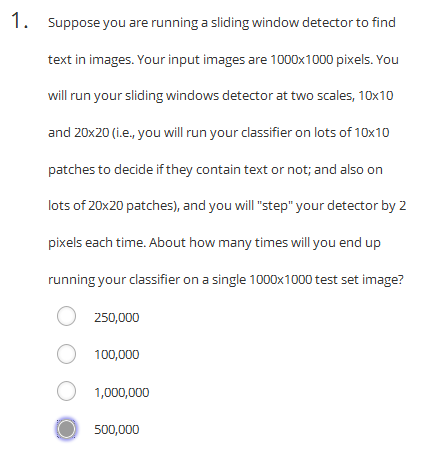 1. Suppose you are running a sliding window detector to find
text in images. Your input images are 1000x1000 pixels. You
will run your sliding windows detector at two scales, 10x10
and 20x20 (i.e., you will run your classifier on lots of 10x10
patches to decide if they contain text or not; and also on
lots of 20x20 patches), and you will "step" your detector by 2
pixels each time. About how many times will you end up
running your classifier on a single 1000x1000 test set image?
250,000
100,000
1,000,000
500,000